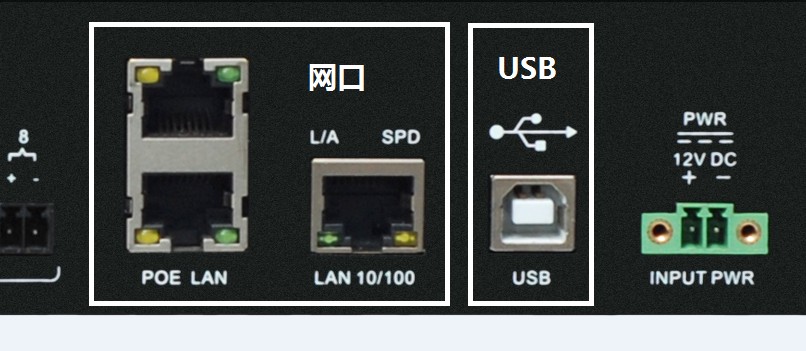 8
+ -
网口
L/A SPD
POE LAN
LAN 10/100
USB
USB
PWR
12V DC
+ −
INPUT PWR